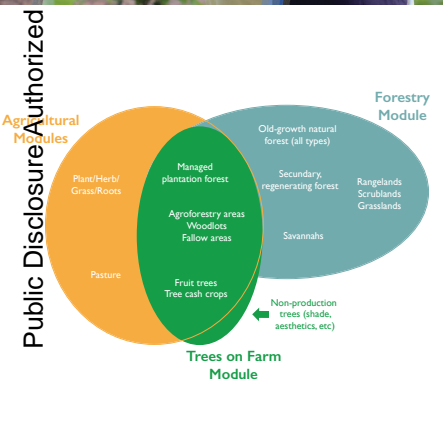 Public Disclosure Authorized
Agricultural
Modules
Forestry
Module
Plant/Herb/
Grass/Roots
Pasture
Managed
plantation forest
Agroforestry areas
Woodlots
Fallow areas
Fruit trees
Tree cash crops
Old-growth natural
forest (all types)
Secondary,
regenerating forest
Savannahs
Rangelands
Scrublands
Grasslands
Non-production
trees (shade,
aesthetics, etc)
Trees on Farm
Module